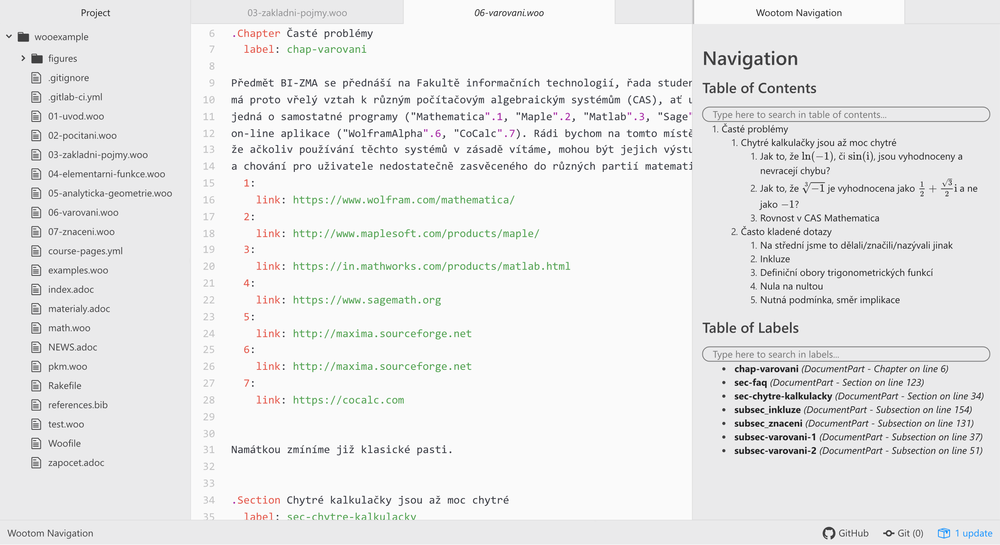 Project
wooexample
figures
.gitignore
.gitlab-ci.yml
01-uvod.woo
02-pocitani.woo
03-zakladni-pojmy.woo
04-elementarni-funkce.woo
05-analyticka-geometrie.woo
06-varovani.woo
07-znaceni.woo
course-pages.yml
examples.woo
index.adoc
materialy.adoc
math.woo
NEWS.adoc
pkm.woo
Rakefile
references.bib
test.woo
Woofile
zapocet.adoc
03-zakladni-pojmy.woo
06-varovani.woo
6 .Chapter Časté problémy
7 label: chap-varovani
8
9 Předmět BI-ZMA se přednáší na Fakultě informačních technologií, řada studen
10 má proto vřelý vztah k různým počítačovým algebraickým systémům (CAS), ať u
11 jedná o samostatné programy ("Mathematica".1, "Maple".2, "Matlab".3, "Sage"
12 on-line aplikace ("WolframAlpha".6, "CoCalc".7). Rádi bychom na tomto místě
13 že ačkoliv používání těchto systémů v zásadě vítáme, mohou být jejich výstu
14 a chování pro uživatele nedostatečně zasvěceného do různých partií matemati
15 1:
16 link: https://www.wolfram.com/mathematica/
17 2:
18 link: http://www.maplesoft.com/products/maple/
19 3:
20 link: https://in.mathworks.com/products/matlab.html
21 4:
22 link: https://www.sagemath.org
23 5:
24 link: http://maxima.sourceforge.net
25 6:
26 link: http://maxima.sourceforge.net
27 7:
28 link: https://cocalc.com
29
30
31 Namátkou zmíníme již klasické pasti.
32
33
34 .Section Chytré kalkulačky jsou až moc chytré
35 label: sec-chytre-kalkulacky
Wootom Navigation
Navigation
Table of Contents
Type here to search in table of contents...
1. Časté problémy
1. Chytré kalkulačky jsou až moc chytré
1. Jak to, že ln(−1), či sin(i), jsou vyhodnoceny a
nevracejí chybu?
2. Jak to, že ∛−1 je vyhodnocena jako 1/2 + √3/2 i a ne
jako −1?
3. Rovnost v CAS Mathematica
2. Často kladené dotazy
1. Na střední jsme to dělali/značili/nazývali jinak
2. Inkluze
3. Definiční obory trigonometrických funkcí
4. Nula na nultou
5. Nutná podmínka, směr implikace
Table of Labels
Type here to search in labels...
• chap-varovani (DocumentPart - Chapter on line 6)
• sec-faq (DocumentPart - Section on line 123)
• sec-chytre-kalkulacky (DocumentPart - Section on line 34)
• subsec_inkluze (DocumentPart - Subsection on line 154)
• subsec_znaceni (DocumentPart - Subsection on line 131)
• subsec-varovani-1 (DocumentPart - Subsection on line 37)
• subsec-varovani-2 (DocumentPart - Subsection on line 51)
Wootom Navigation
GitHub
Git (0)
1 update